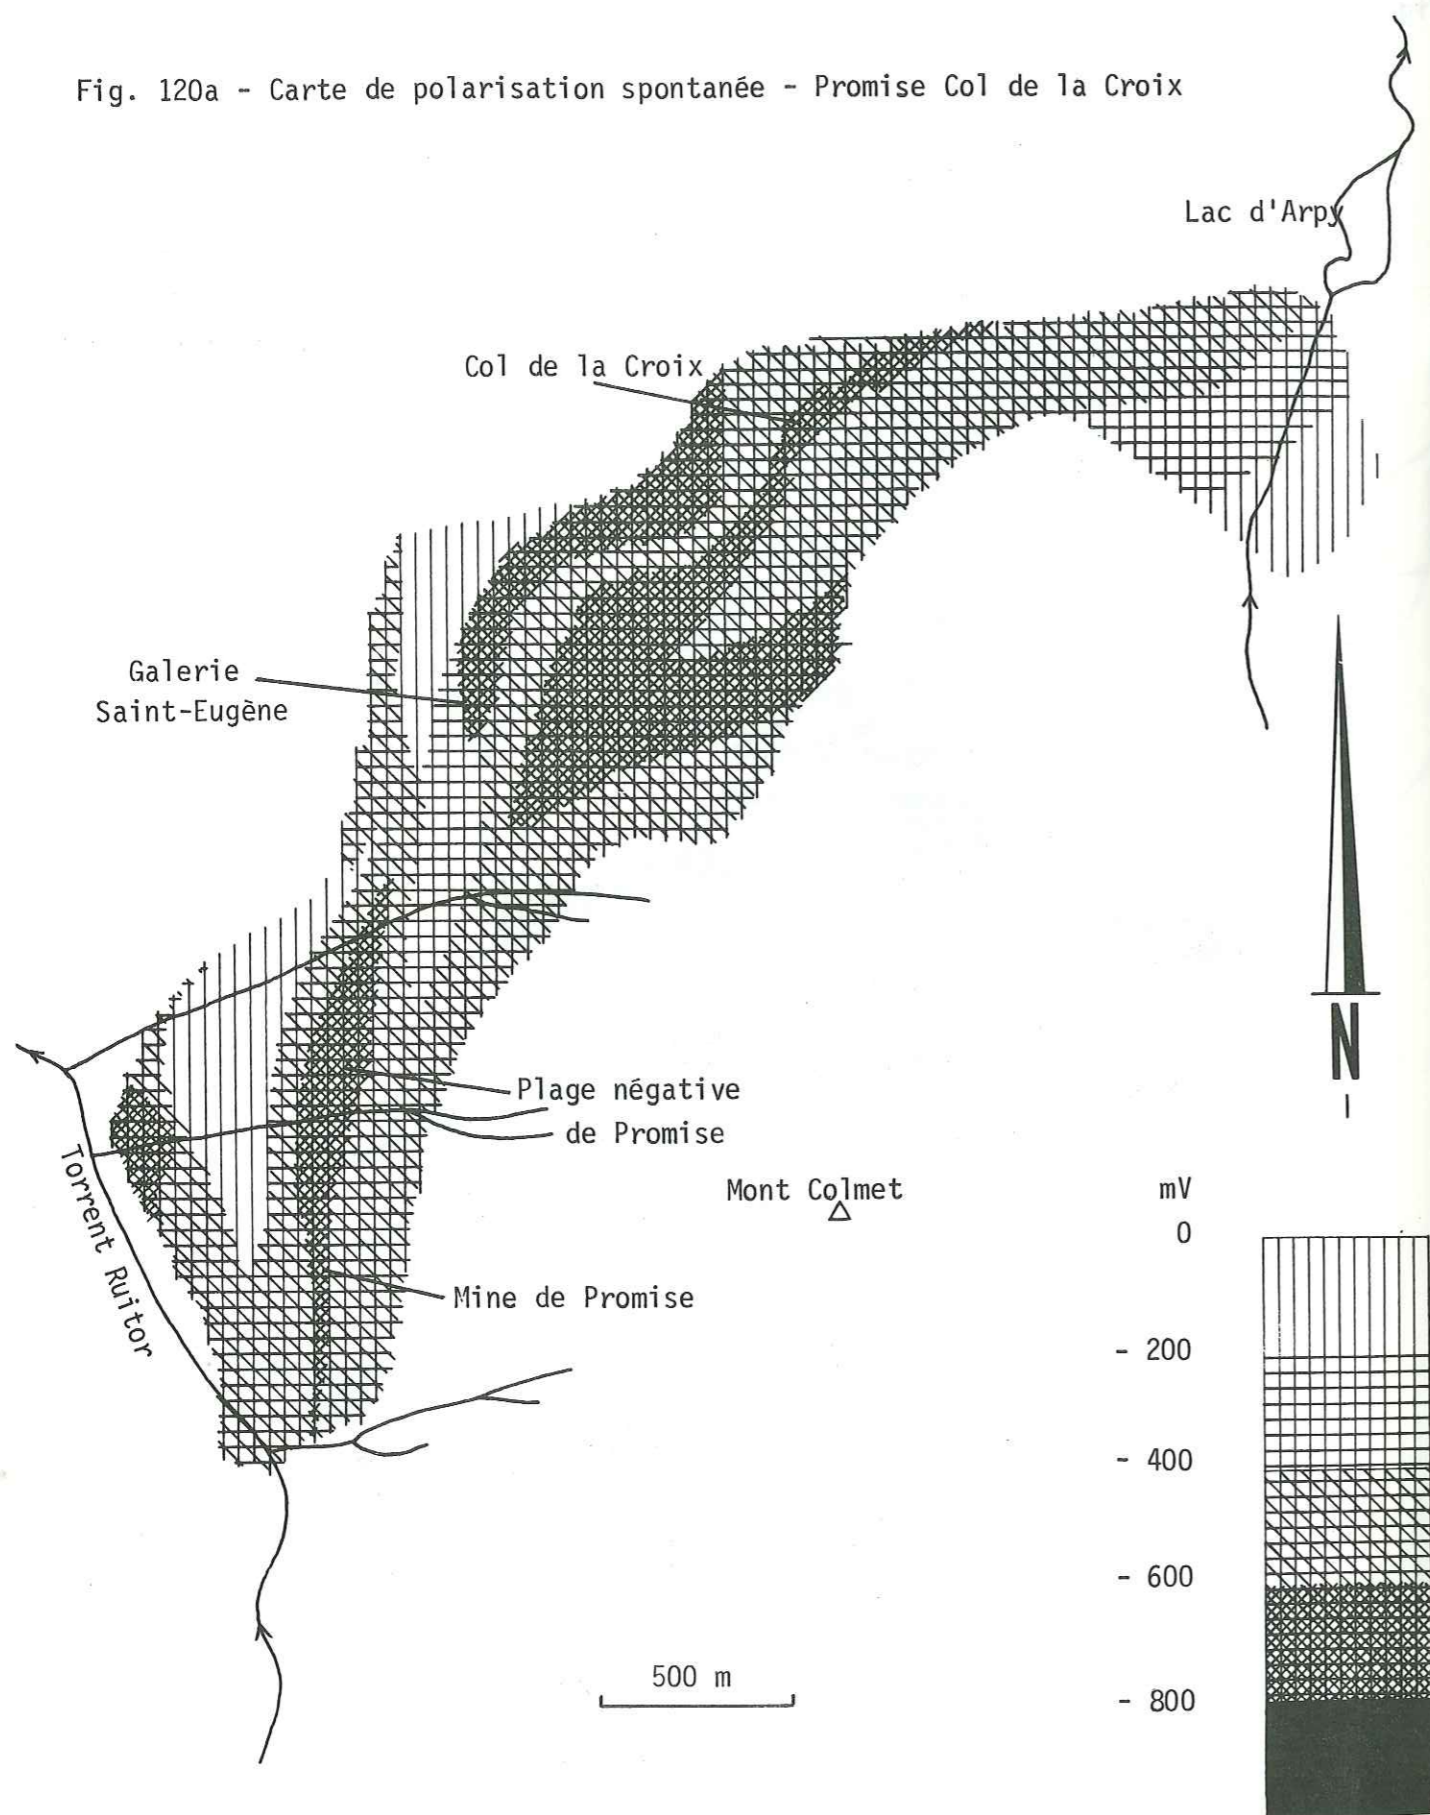 Fig. 120a - Carte de polarisation spontanée - Promise Col de la Croix
Lac d'Arpy
Col de la Croix
Galerie
Saint-Eugène
N
Plage négative
de Promise
Torrent Ruitor
Mont Colmet
Mine de Promise
mV
0
- 200
- 400
- 600
- 800
500 m